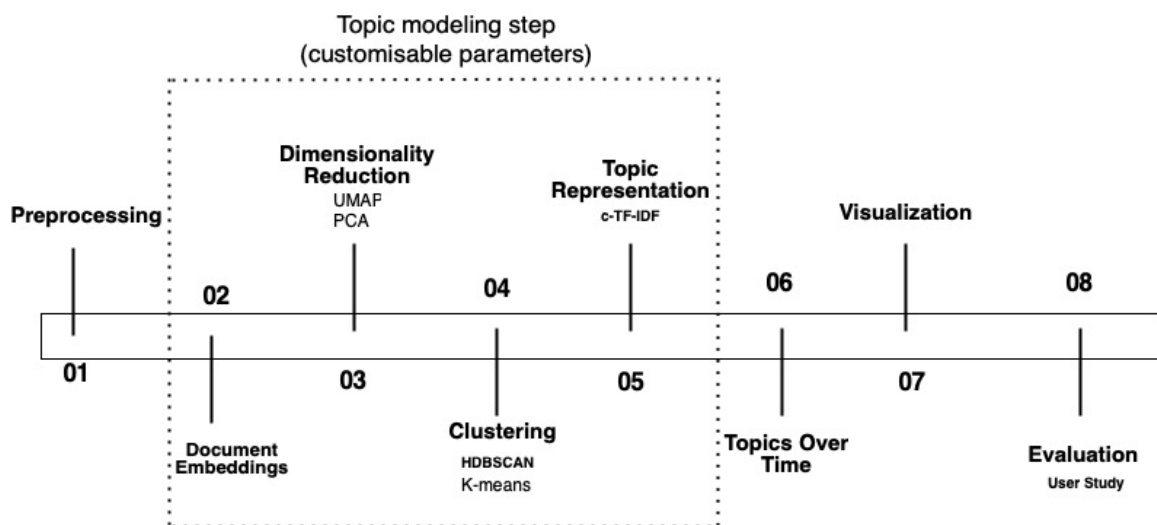 Topic modeling step
(customisable parameters)
Dimensionality
Reduction
UMAP
PCA
Topic
Representation
c-TF-IDF
Preprocessing
Visualization
02
04
06
08
01
03
05
07
Document
Embeddings
Clustering
HDBSCAN
K-means
Topics Over
Time
Evaluation
User Study